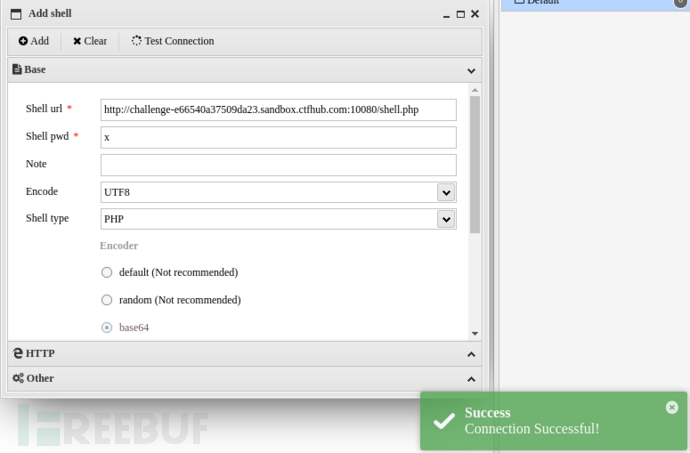 Default
Add shell
Add Clear Test Connection
Base
Shell url * http://challenge-e66540a37509da23.sandbox.ctfhub.com:10080/shell.php
Shell pwd * x
Note
Encode UTF8
Shell type PHP
Encoder
default (Not recommended)
random (Not recommended)
base64
HTTP
Other
Success
Connection Successful!
FREEBUF